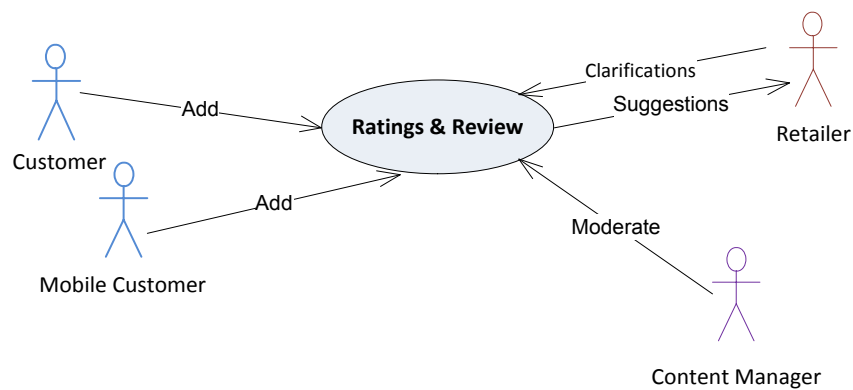 Clarifications
Add
Suggestions
Ratings & Review
Retailer
Customer
Add
Moderate
Mobile Customer
Content Manager